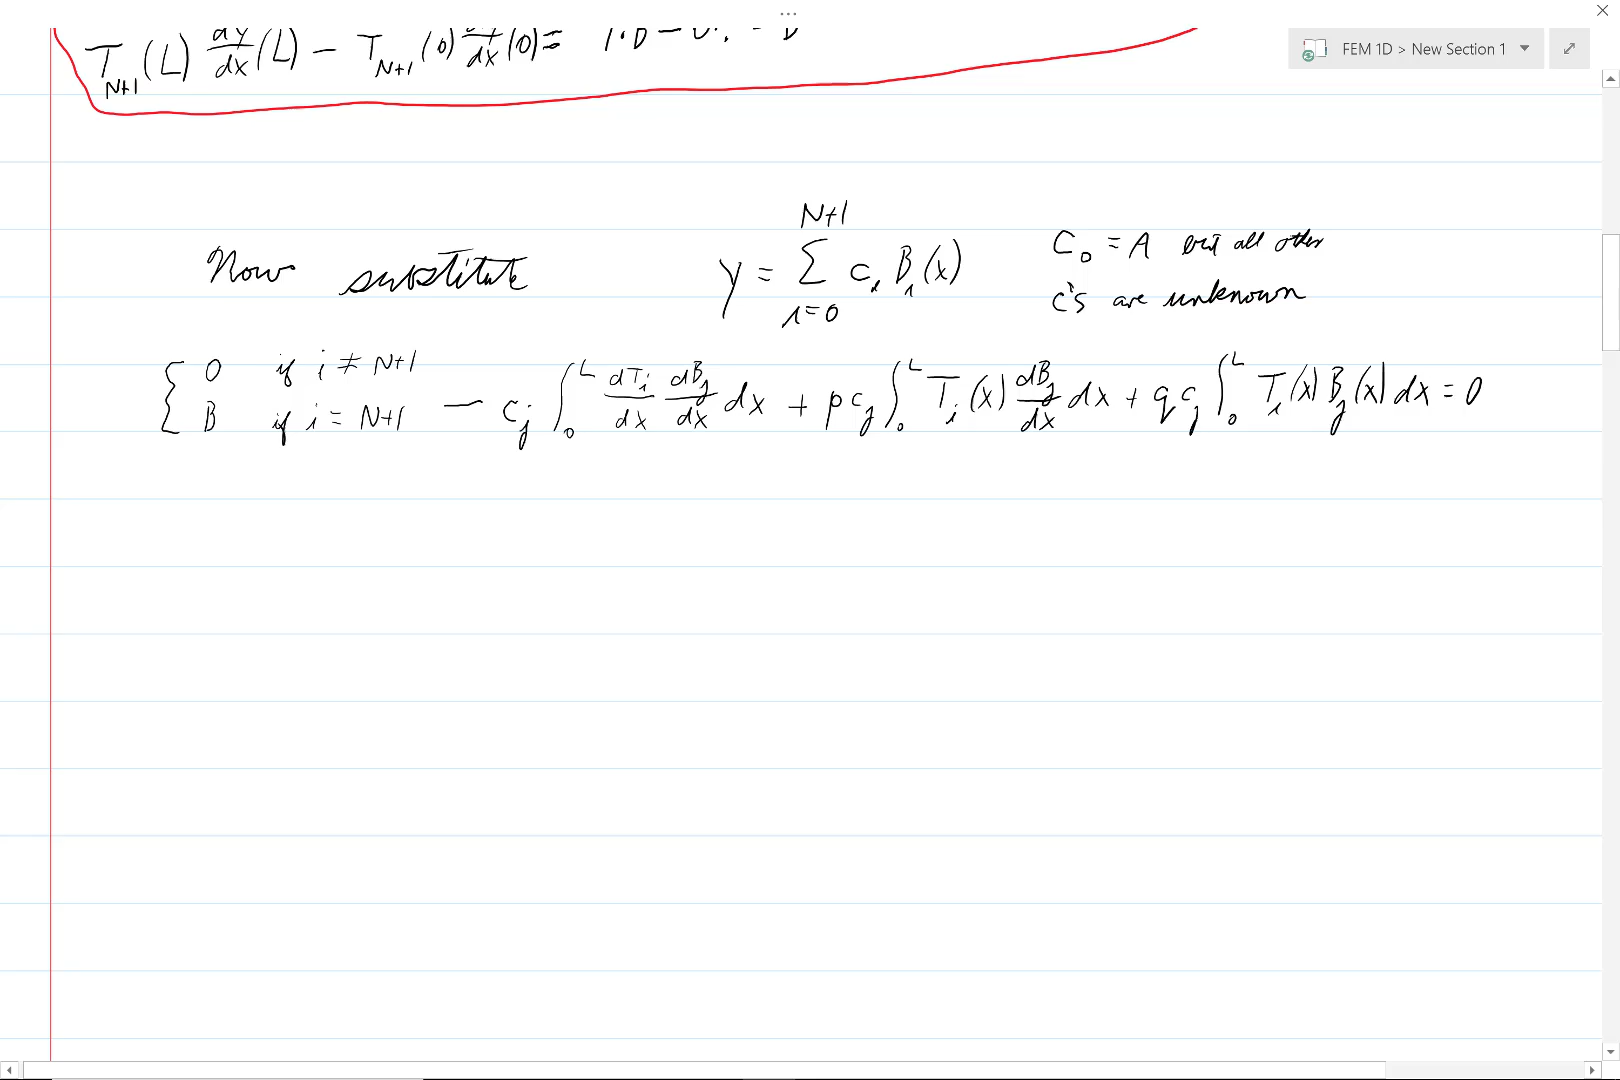 FEM 1D > New Section 1
T_{N+1}(L) dy/dx(L) − T_{N+1}(0) dy/dx(0) =
N+1
Now substitute y = Σ c_i B_i(x) C_0 = A but all other
i=0 c's are unknown
{ 0 if i ≠ N+1
B if i = N+1 − c_j ∫_0^L dT_i/dx dB_j/dx dx + p c_j ∫_0^L T_i(x) dB_j/dx dx + q c_j ∫_0^L T_i(x) B_j(x) dx = 0